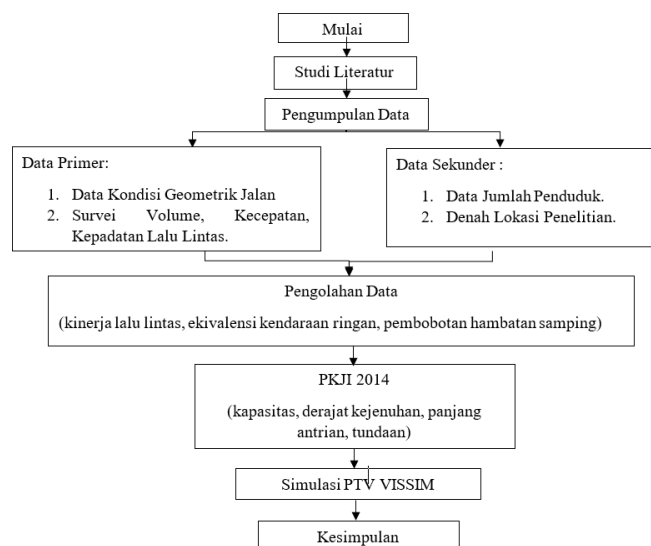 Mulai
Studi Literatur
Pengumpulan Data
Data Primer:
1. Data Kondisi Geometrik Jalan
2. Survei Volume, Kecepatan,
Kepadatan Lalu Lintas.
Data Sekunder :
1. Data Jumlah Penduduk.
2. Denah Lokasi Penelitian.
Pengolahan Data
(kinerja lalu lintas, ekivalensi kendaraan ringan, pembobotan hambatan samping)
PKJI 2014
(kapasitas, derajat kejenuhan, panjang
antrian, tundaan)
Simulasi PTV VISSIM
Kesimpulan